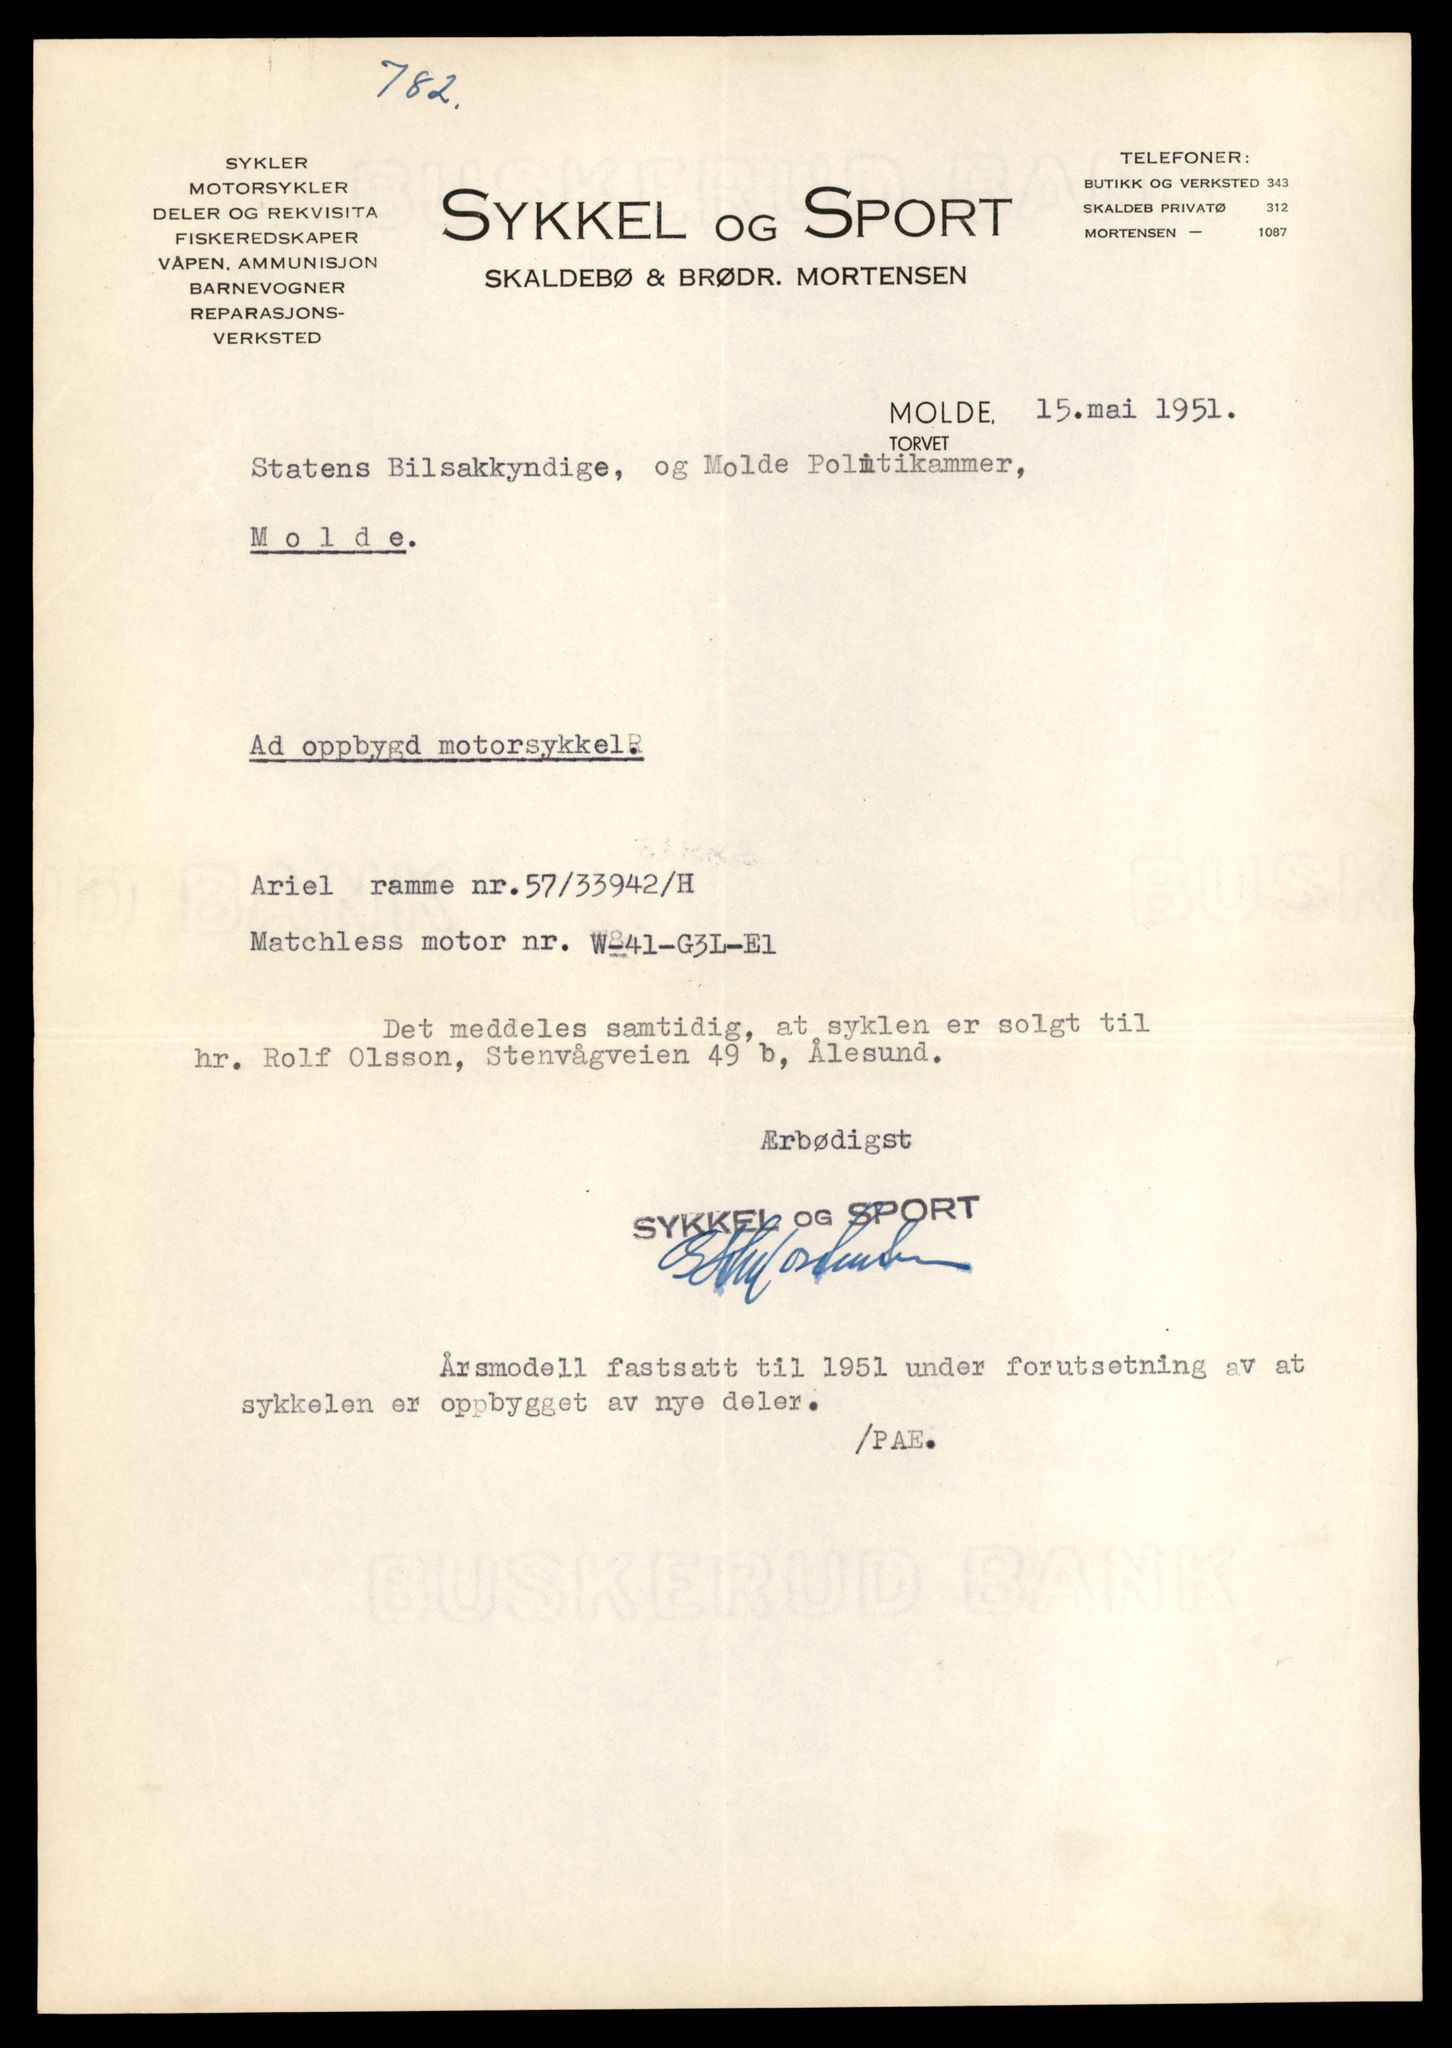 782.
SYKLER
MOTORSYKLER
DELER OG REKVISITA
FISKEREDSKAPER
VÅPEN, AMMUNISJON
BARNEVOGNER
REPARASJONS-
VERKSTED
SYKKEL OG SPORT
SKALDEBØ & BRØDR. MORTENSEN
TELEFONER:
BUTIKK OG VERKSTED 343
SKALDEB PRIVATØ 312
MORTENSEN — 1087
MOLDE, 15.mai 1951.
TORVET
Statens Bilsakkyndige, og Molde Politikammer,
M o l d e.
Ad oppbygd motorsykkel.
Ariel ramme nr.57/33942/H
Matchless motor nr. W-41-G3L-E1
Det meddeles samtidig, at syklen er solgt til
hr. Rolf Olsson, Stenvågveien 49 b, Ålesund.
Ærbødigst
SYKKEL OG SPORT
Årsmodell fastsatt til 1951 under forutsetning av at
sykkelen er oppbygget av nye deler.
/PAE.
BUSKERUD BANK